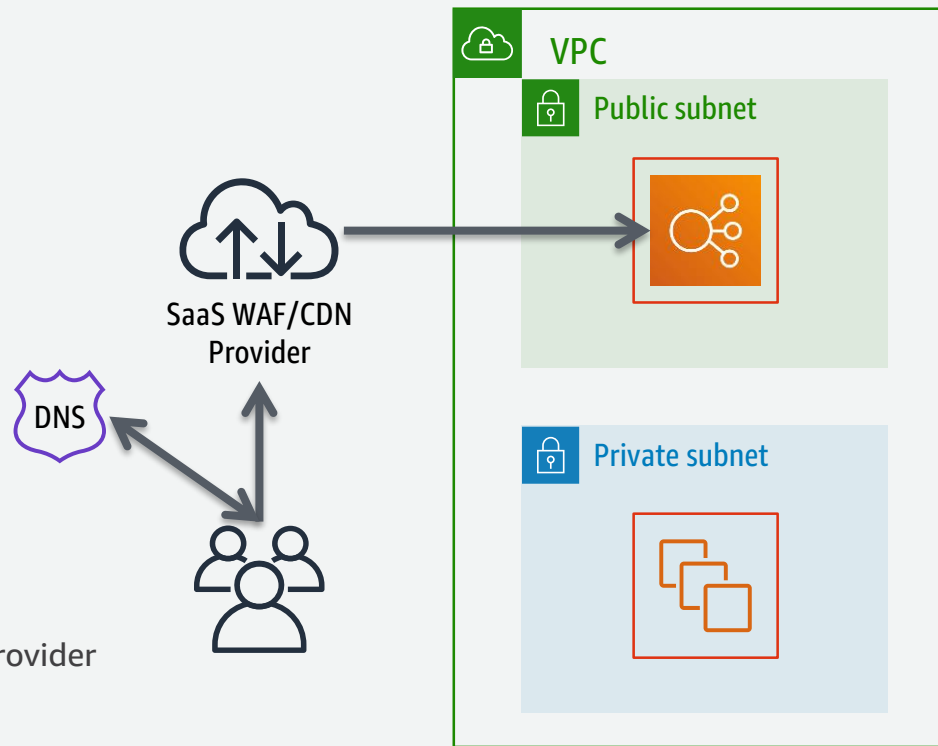 VPC
Public subnet
SaaS WAF/CDN
Provider
DNS
Private subnet
rovider